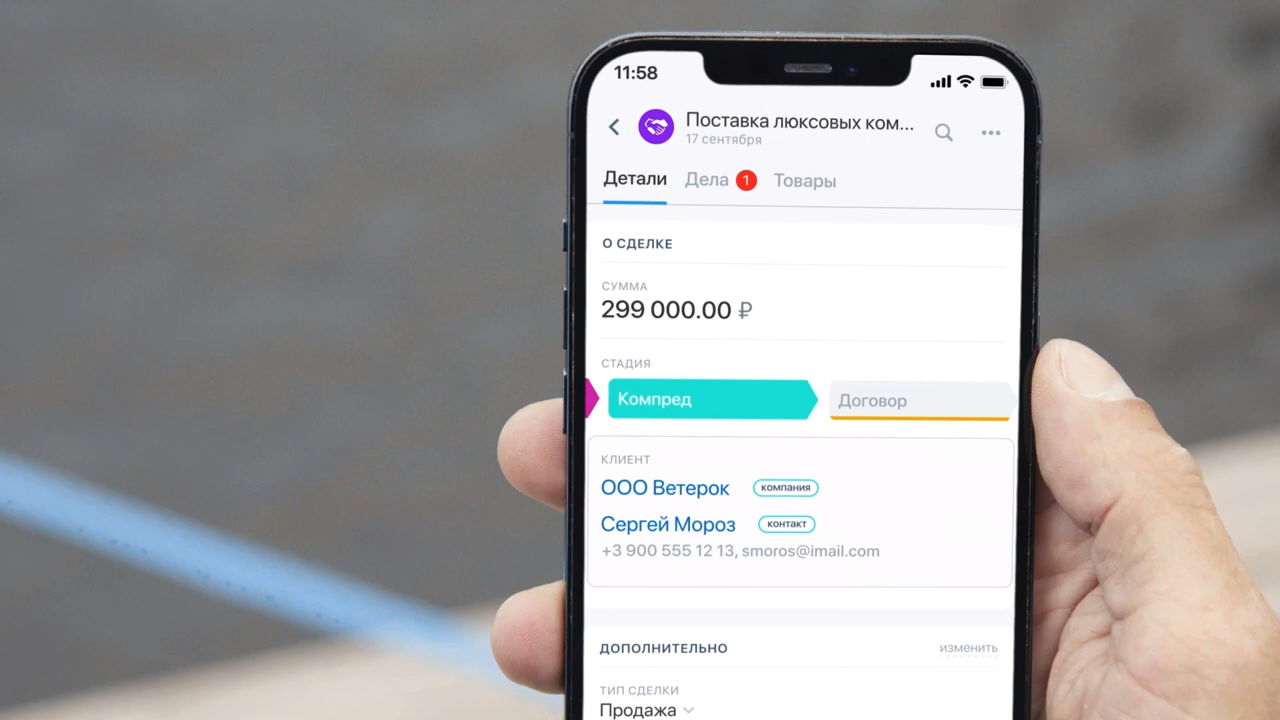 11:58
Поставка люксовых ком...
17 сентября
Детали Дела 1 Товары
О СДЕЛКЕ
СУММА
299 000.00 ₽
СТАДИЯ
Компред Договор
КЛИЕНТ
ООО Ветерок компания
Сергей Мороз контакт
+3 900 555 12 13, smoros@imail.com
ДОПОЛНИТЕЛЬНО изменить
ТИП СДЕЛКИ
Продажа